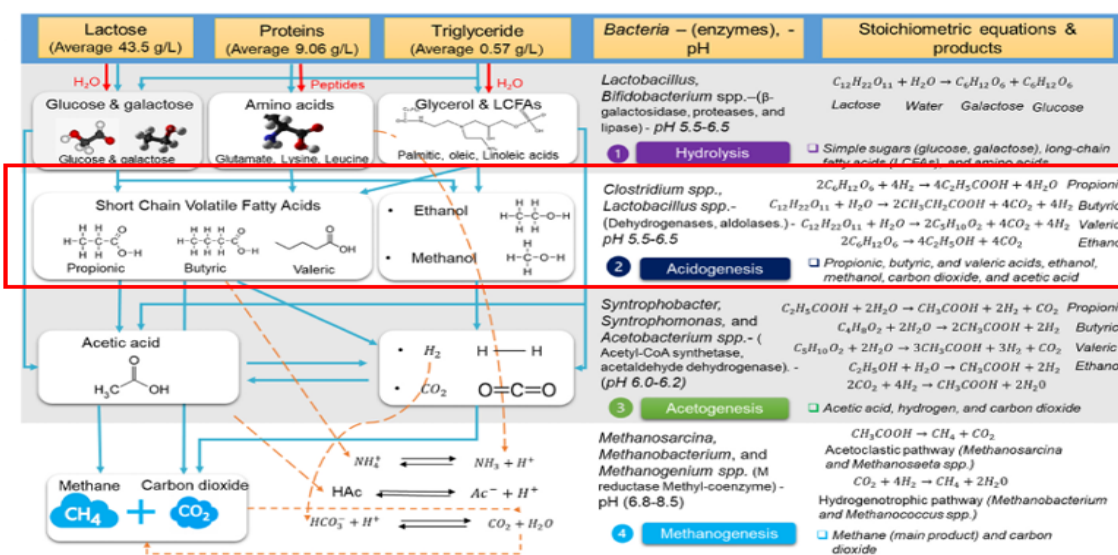 Lactose
(Average 43.5 g/L)
Proteins
(Average 9.06 g/L)
Triglyceride
(Average 0.57 g/L)
Bacteria – (enzymes), -
pH
Stoichiometric equations &
products
H₂O
Peptides
H₂O
Glucose & galactose
Glucose & galactose
Amino acids
Glutamate, Lysine, Leucine
Glycerol & LCFAs
Palmitic, oleic, Linoleic acids
Lactobacillus,
Bifidobacterium spp.–(β-
galactosidase, proteases, and
lipase) - pH 5.5-6.5
1 Hydrolysis
C₁₂H₂₂O₁₁ + H₂O → C₆H₁₂O₆ + C₆H₁₂O₆
Lactose Water Galactose Glucose
Simple sugars (glucose, galactose), long-chain
fatty acids (LCFAs), and amino acids
Short Chain Volatile Fatty Acids
Propionic
Butyric
Valeric
OH
• Ethanol
• Methanol
Clostridium spp.,
Lactobacillus spp.-
(Dehydrogenases, aldolases.) -
pH 5.5-6.5
2 Acidogenesis
2C₆H₁₂O₆ + 4H₂ → 4C₂H₅COOH + 4H₂O Propioni
C₁₂H₂₂O₁₁ + H₂O → 2CH₃CH₂COOH + 4CO₂ + 4H₂ Butyric
C₁₂H₂₂O₁₁ + H₂O → 2C₅H₁₀O₂ + 4CO₂ + 4H₂ Valeric
2C₆H₁₂O₆ → 4C₂H₅OH + 4CO₂ Ethano
Propionic, butyric, and valeric acids, ethanol,
methanol, carbon dioxide, and acetic acid
Acetic acid
O
H₃C OH
• H₂ H — H
• CO₂ O=C=O
Syntrophobacter,
Syntrophomonas, and
Acetobacterium spp.- (
Acetyl-CoA synthetase,
acetaldehyde dehydrogenase). -
(pH 6.0-6.2)
3 Acetogenesis
C₂H₅COOH + 2H₂O → CH₃COOH + 2H₂ + CO₂ Propioni
C₄H₈O₂ + 2H₂O → 2CH₃COOH + 2H₂ Butyric
C₅H₁₀O₂ + 2H₂O → 3CH₃COOH + 3H₂ + CO₂ Valeric
C₂H₅OH + H₂O → CH₃COOH + 2H₂ Ethano
2CO₂ + 4H₂ → CH₃COOH + 2H₂0
Acetic acid, hydrogen, and carbon dioxide
Methane Carbon dioxide
CH₄ + CO₂
NH₄⁺ ⇌ NH₃ + H⁺
HAc ⇌ Ac⁻ + H⁺
HCO₃⁻ + H⁺ ⇌ CO₂ + H₂O
Methanosarcina,
Methanobacterium, and
Methanogenium spp. (M
reductase Methyl-coenzyme) -
pH (6.8-8.5)
4 Methanogenesis
CH₃COOH → CH₄ + CO₂
Acetoclastic pathway (Methanosarcina
and Methanosaeta spp.)
CO₂ + 4H₂ → CH₄ + 2H₂0
Hydrogenotrophic pathway (Methanobacterium
and Methanococcus spp.)
Methane (main product) and carbon
dioxide